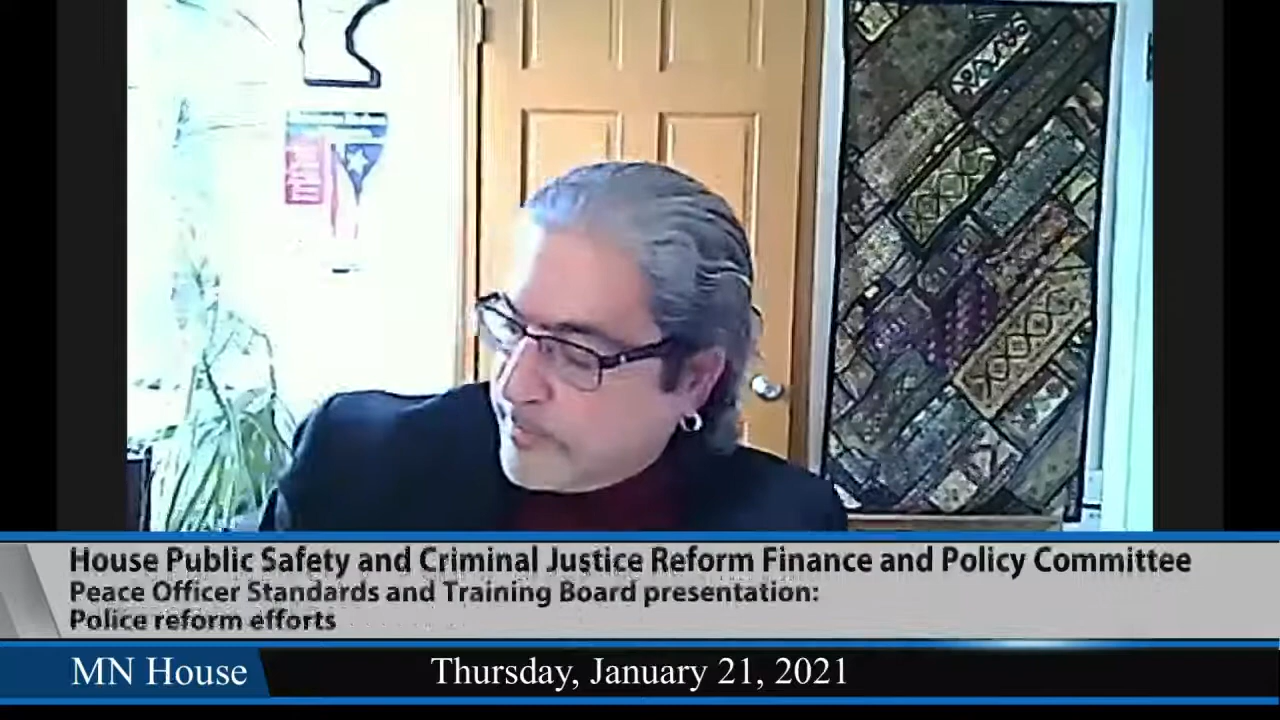 House Public Safety and Criminal Justice Reform Finance and Policy Committee
Peace Officer Standards and Training Board presentation:
Police reform efforts
MN House
Thursday, January 21, 2021